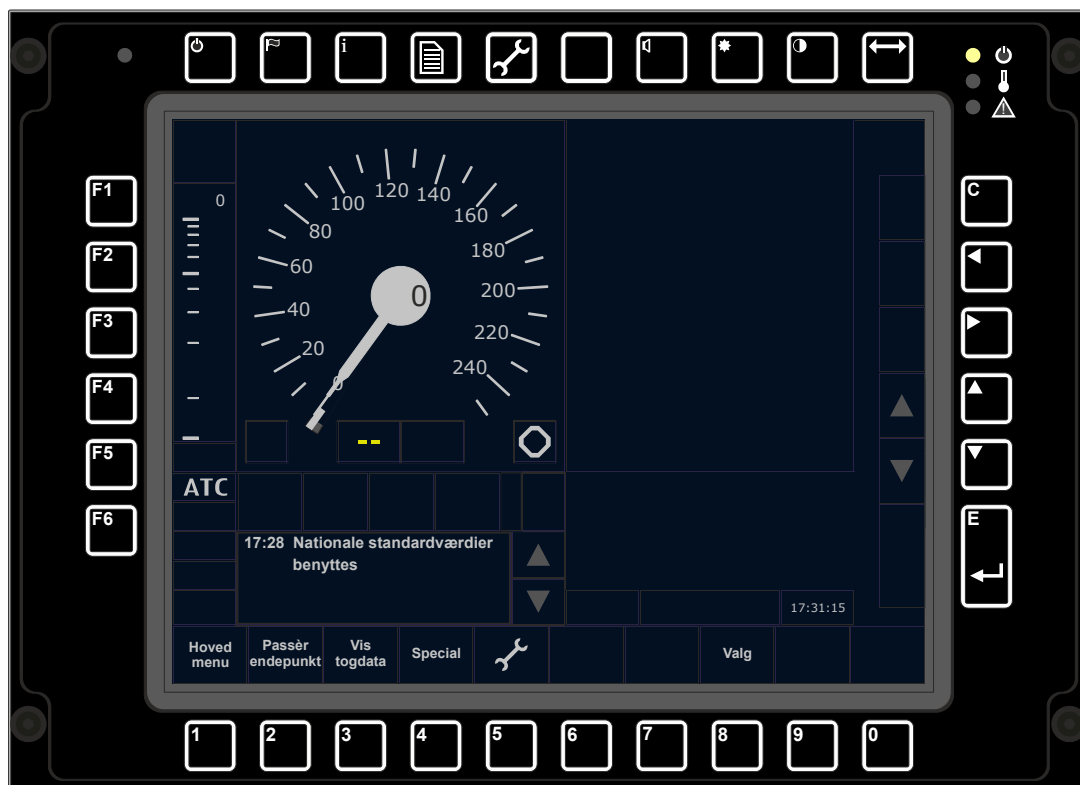 i
F1
F2
F3
F4
F5
F6
C
E
0
0
20
40
60
80
100
120
140
160
180
200
220
240
0
--
ATC
17:28 Nationale standardværdier
benyttes
17:31:15
Hoved
menu
Passèr
endepunkt
Vis
togdata
Special
Valg
1
2
3
4
5
6
7
8
9
0